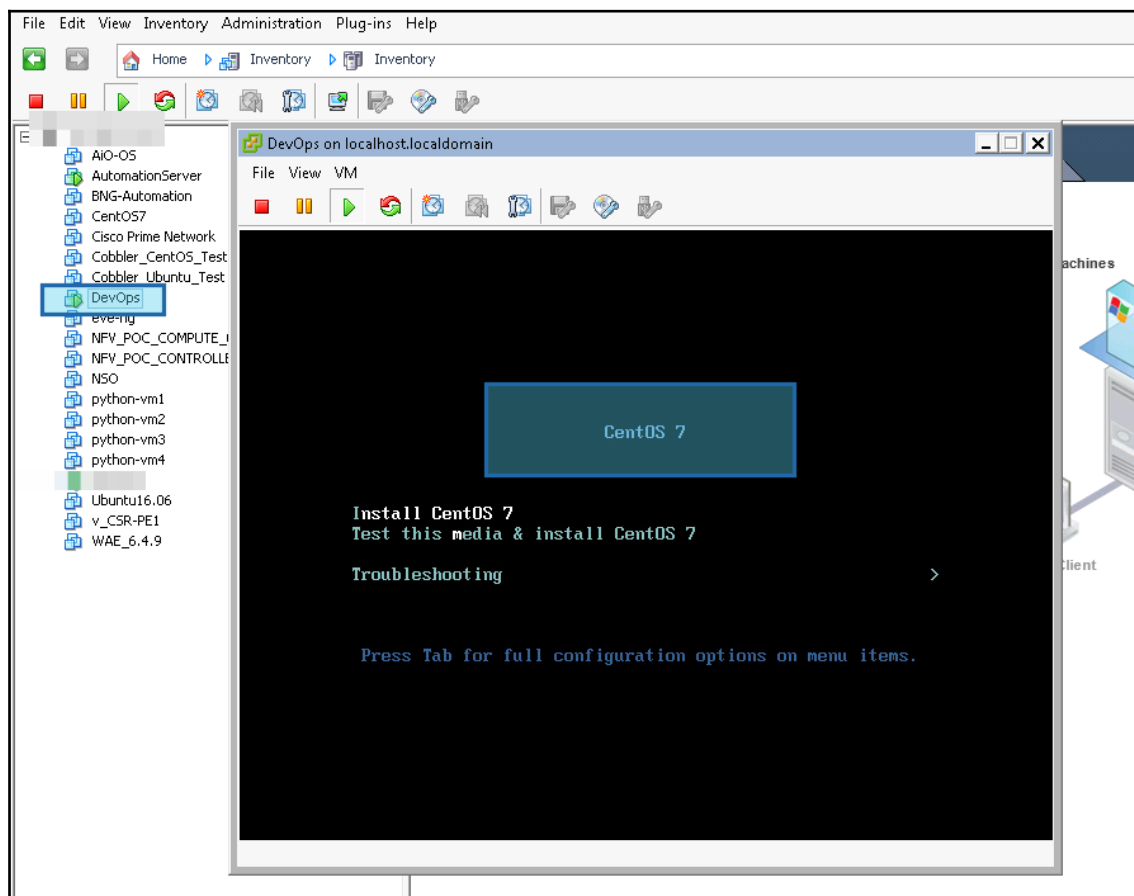 File Edit View Inventory Administration Plug-ins Help
Home Inventory Inventory
DevOps on localhost.localdomain
File View VM
AiO-OS
AutomationServer
BNG-Automation
CentOS7
Cisco Prime Network
Cobbler_CentOS_Test
Cobbler_Ubuntu_Test
DevOps
eve-ng
NFV_POC_COMPUTE_
NFV_POC_CONTROLLE
NSO
python-vm1
python-vm2
python-vm3
python-vm4
Ubuntu16.06
v_CSR-PE1
WAE_6.4.9
CentOS 7
Install CentOS 7
Test this media & install CentOS 7
Troubleshooting >
Press Tab for full configuration options on menu items.
achines
Client